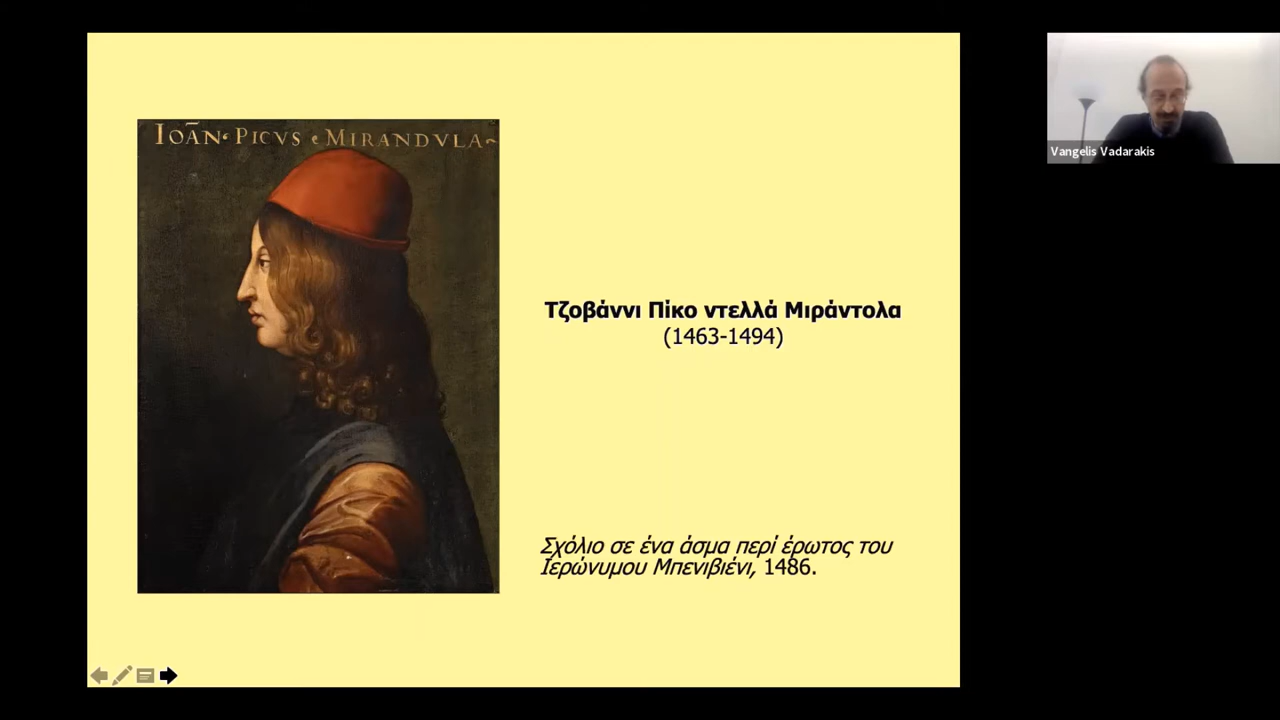 IOÃN· PICVS · MIRANDVLA~
Τζοβάννι Πίκο ντελλά Μιράντολα
(1463-1494)
Σχόλιο σε ένα άσμα περί έρωτος του
Ιερώνυμου Μπενιβιένι, 1486.
Vangelis Vadarakis